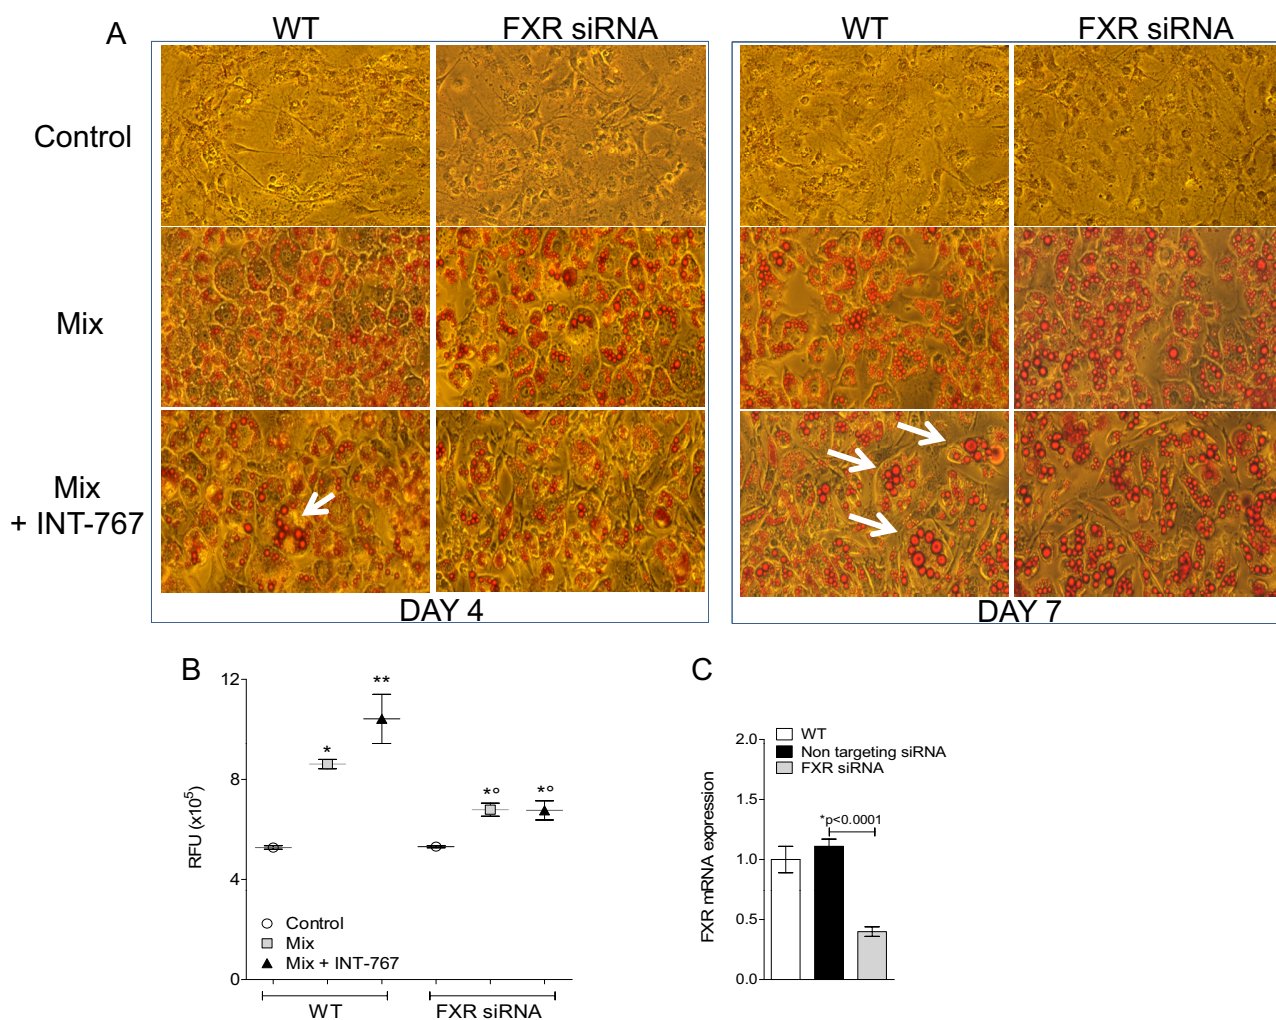 A
WT
FXR siRNA
WT
FXR siRNA
Control
Mix
Mix
+ INT-767
DAY 4
DAY 7
B
12
8
4
0
RFU (x10⁵)
*
**
*°
*°
Control
Mix
Mix + INT-767
WT
FXR siRNA
C
WT
Non targeting siRNA
FXR siRNA
2.0
1.5
1.0
0.5
0.0
FXR mRNA expression
*p<0.0001